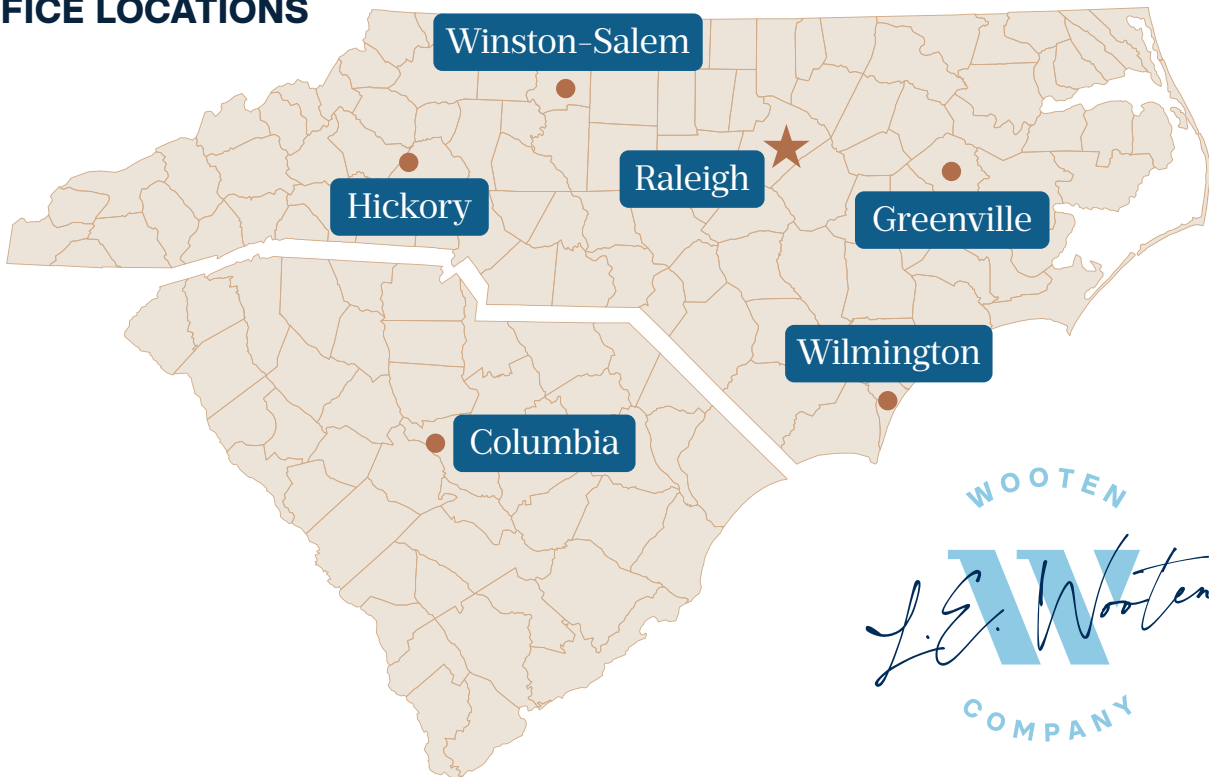 FICE LOCATIONS
Winston-Salem
Raleigh
Hickory
Greenville
Wilmington
Columbia
WOOTEN
W
L.E. Wooten
COMPANY